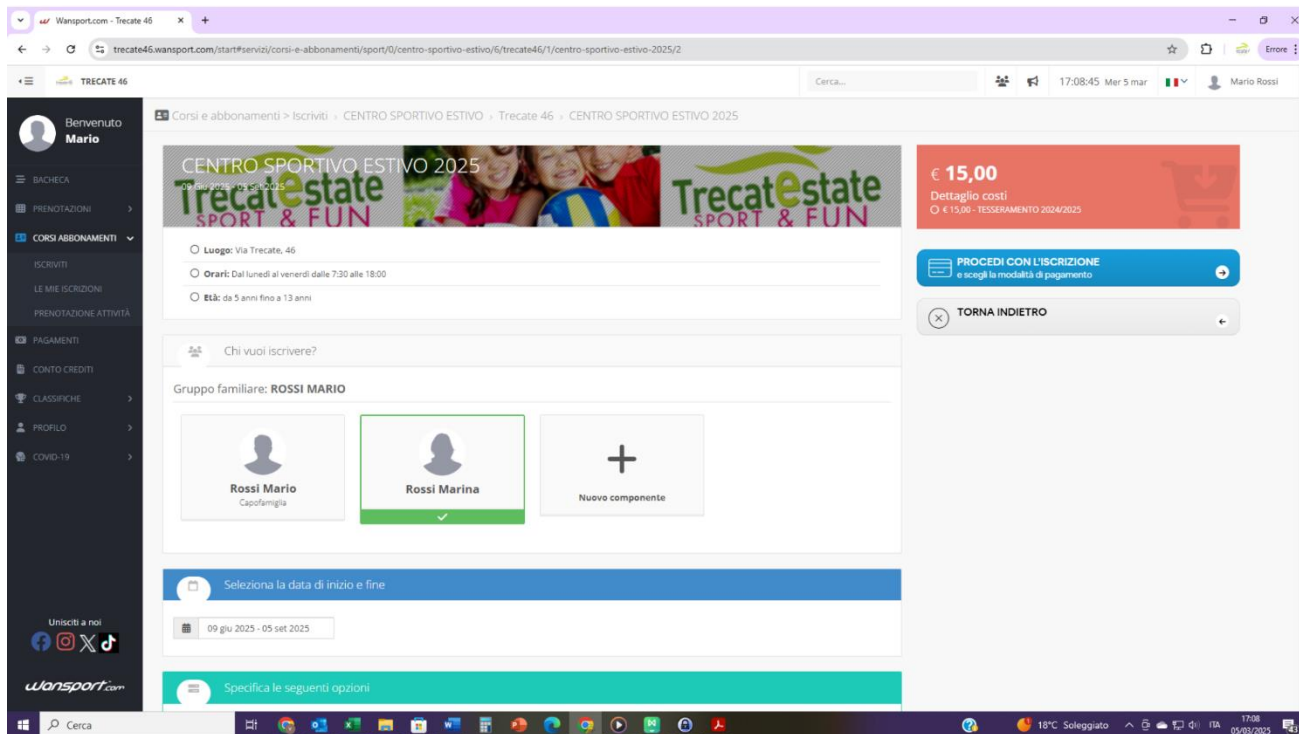 Wansport.com - Trecate 46
trecate46.wansport.com/start#servizi/corsi-e-abbonamenti/sport/0/centro-sportivo-estivo/6/trecate46/1/centro-sportivo-estivo-2025/2
Errore
TRECATE 46
Cerca...
17:08:45 Mer 5 mar
Mario Rossi
Benvenuto
Mario
BACHECA
PRENOTAZIONI
CORSI ABBONAMENTI
ISCRIVITI
LE MIE ISCRIZIONI
PRENOTAZIONE ATTIVITÀ
PAGAMENTI
CONTO CREDITI
CLASSIFICHE
PROFILO
COVID-19
Unisciti a noi
wansport.com
Corsi e abbonamenti > Iscriviti > CENTRO SPORTIVO ESTIVO > Trecate 46 > CENTRO SPORTIVO ESTIVO 2025
CENTRO SPORTIVO ESTIVO 2025
09 Giu 2025 - 05 Set 2025
Trecatestate
SPORT & FUN
Trecatestate
SPORT & FUN
Luogo: Via Trecate, 46
Orari: Dal lunedì al venerdì dalle 7:30 alle 18:00
Età: da 5 anni fino a 13 anni
Chi vuoi iscrivere?
Gruppo familiare: ROSSI MARIO
Rossi Mario
Capofamiglia
Rossi Marina
Nuovo componente
Seleziona la data di inizio e fine
09 giu 2025 - 05 set 2025
Specifica le seguenti opzioni
€ 15,00
Dettaglio costi
€ 15,00 - TESSERAMENTO 2024/2025
PROCEDI CON L'ISCRIZIONE
e scegli la modalità di pagamento
TORNA INDIETRO
Cerca
18°C Soleggiato
ITA
17:08
05/03/2025